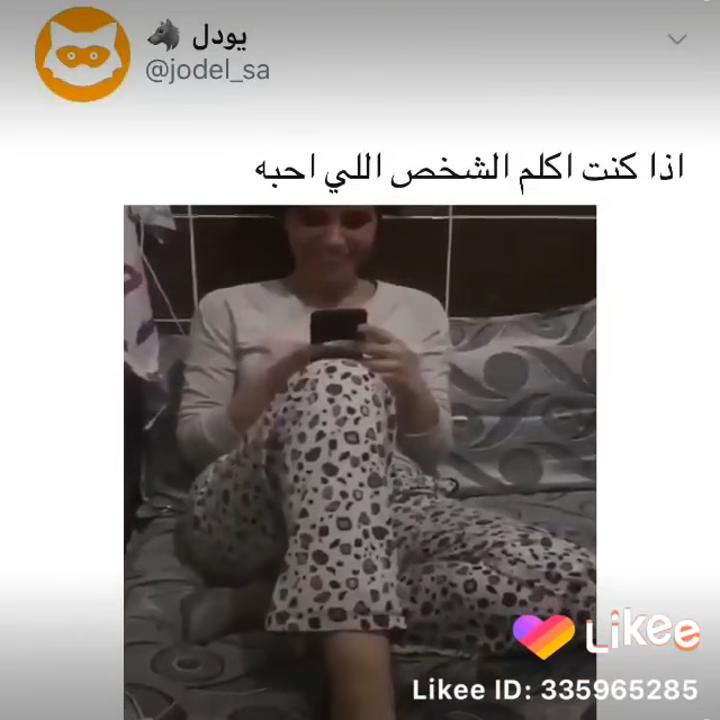 يودل
@jodel_sa
اذا كنت اكلم الشخص اللي احبه
Likee
Likee ID: 335965285